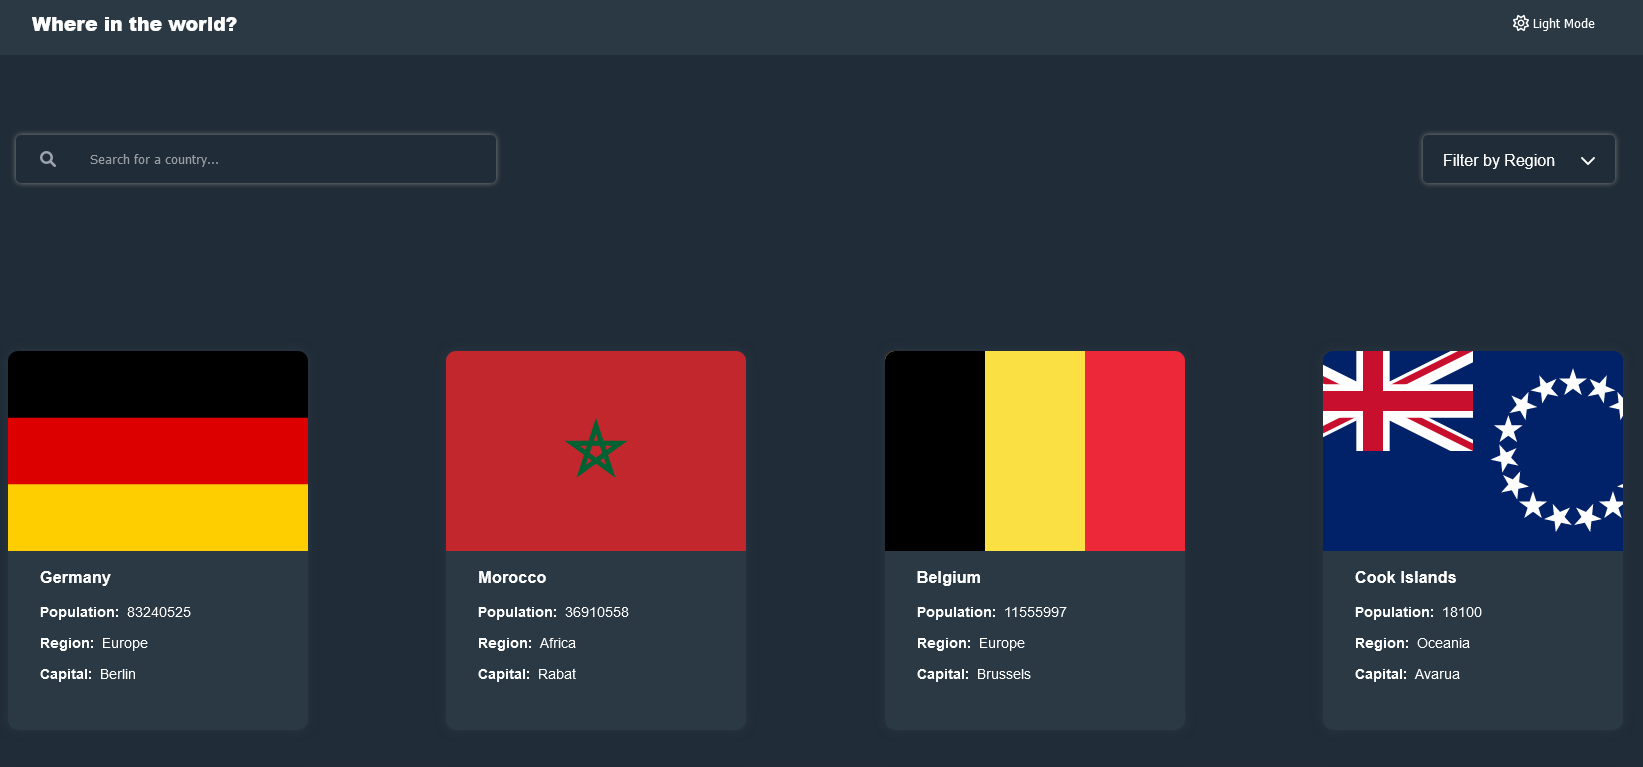 Where in the world?
Light Mode
Search for a country...
Filter by Region
Germany
Population: 83240525
Region: Europe
Capital: Berlin
Morocco
Population: 36910558
Region: Africa
Capital: Rabat
Belgium
Population: 11555997
Region: Europe
Capital: Brussels
Cook Islands
Population: 18100
Region: Oceania
Capital: Avarua